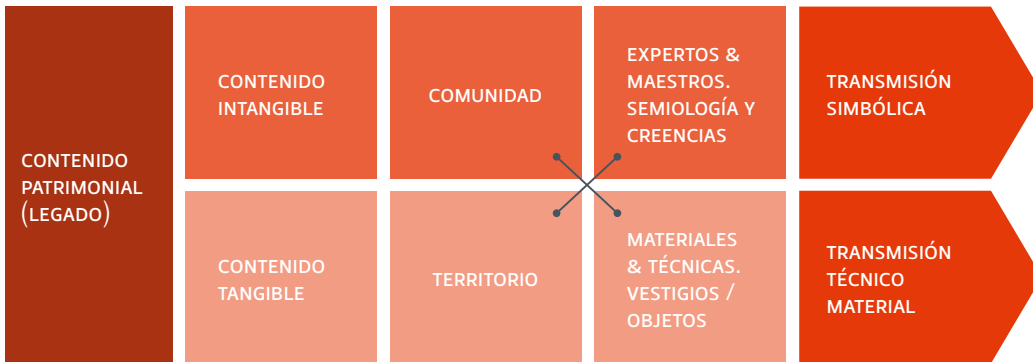 CONTENIDO
PATRIMONIAL
(LEGADO)
CONTENIDO
INTANGIBLE
COMUNIDAD
EXPERTOS &
MAESTROS.
SEMIOLOGÍA Y
CREENCIAS
TRANSMISIÓN
SIMBÓLICA
CONTENIDO
TANGIBLE
TERRITORIO
MATERIALES
& TÉCNICAS.
VESTIGIOS /
OBJETOS
TRANSMISIÓN
TÉCNICO
MATERIAL